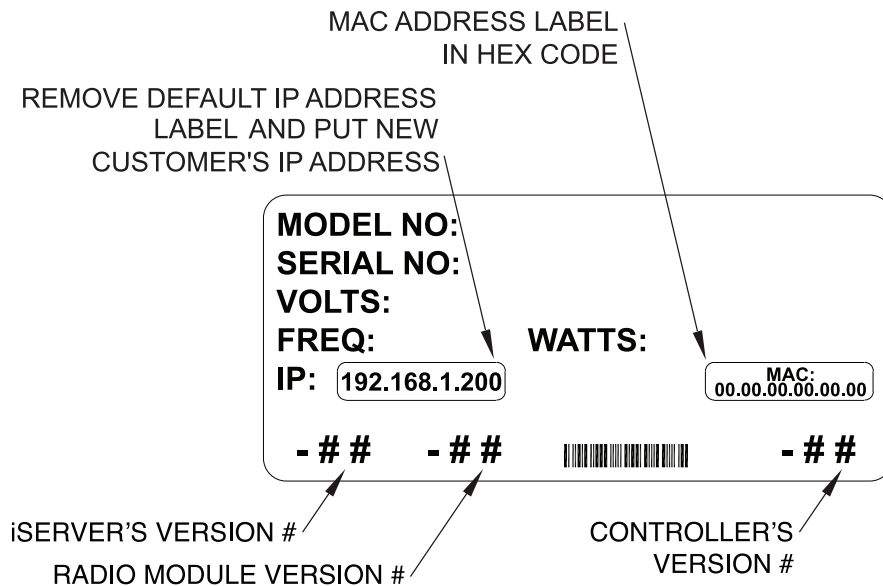 MAC ADDRESS LABEL
IN HEX CODE
REMOVE DEFAULT IP ADDRESS
LABEL AND PUT NEW
CUSTOMER'S IP ADDRESS
MODEL NO:
SERIAL NO:
VOLTS:
FREQ: WATTS:
IP: 192.168.1.200
MAC:
00.00.00.00.00.00
-## -## -##
iSERVER'S VERSION #
RADIO MODULE VERSION #
CONTROLLER'S
VERSION #